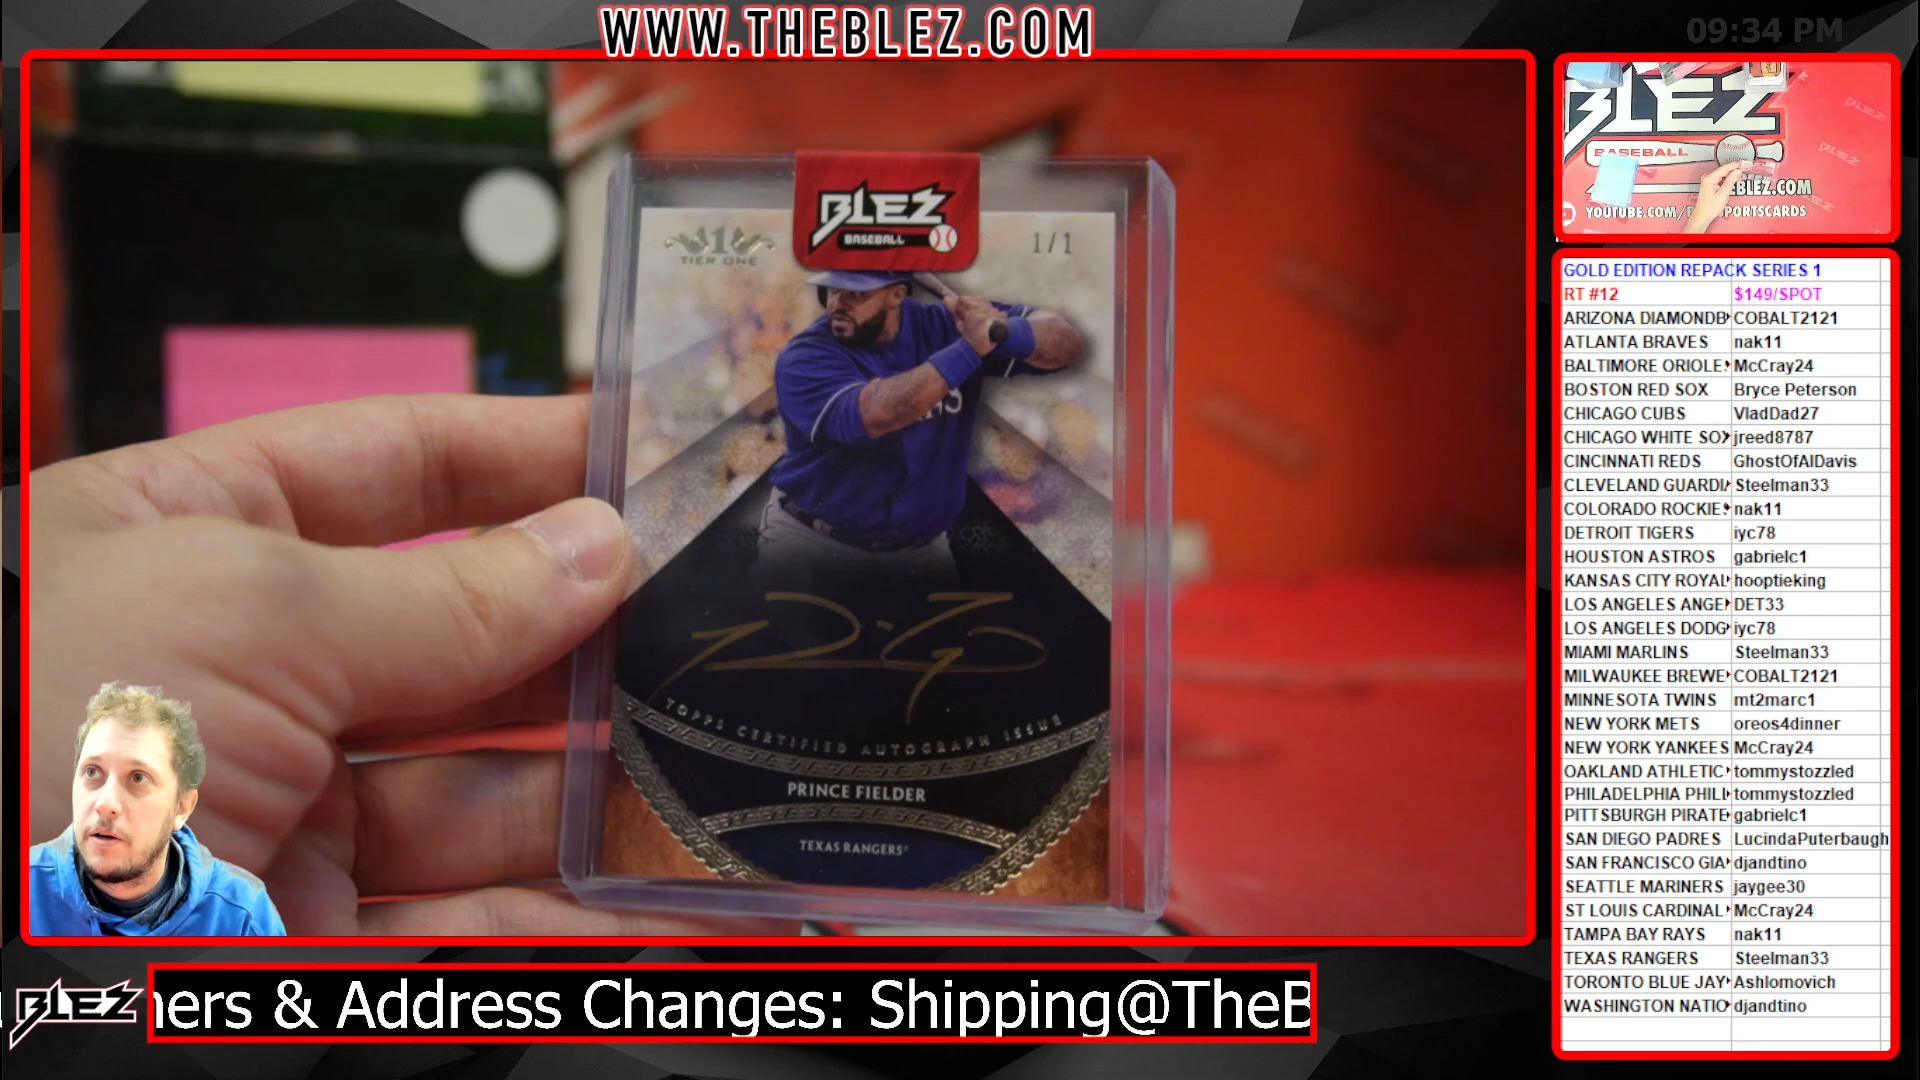 WWW.THEBLEZ.COM
09:34 PM
BLEZ
BASEBALL
1
TIER ONE
1/1
TOPPS CERTIFIED AUTOGRAPH ISSUE
PRINCE FIELDER
TEXAS RANGERS
BLEZ
BASEBALL
EBLEZ.COM
YOUTUBE.COM/
PORTSCARDS
GOLD EDITION REPACK SERIES 1
RT #12 $149/SPOT
ARIZONA DIAMONDB COBALT2121
ATLANTA BRAVES nak11
BALTIMORE ORIOLE McCray24
BOSTON RED SOX Bryce Peterson
CHICAGO CUBS VladDad27
CHICAGO WHITE SOX jreed8787
CINCINNATI REDS GhostOfAlDavis
CLEVELAND GUARDI Steelman33
COLORADO ROCKIE nak11
DETROIT TIGERS iyc78
HOUSTON ASTROS gabrielc1
KANSAS CITY ROYAL hooptieking
LOS ANGELES ANGE DET33
LOS ANGELES DODG iyc78
MIAMI MARLINS Steelman33
MILWAUKEE BREWE COBALT2121
MINNESOTA TWINS mt2marc1
NEW YORK METS oreos4dinner
NEW YORK YANKEES McCray24
OAKLAND ATHLETIC tommystozzled
PHILADELPHIA PHILL tommystozzled
PITTSBURGH PIRATE gabrielc1
SAN DIEGO PADRES LucindaPuterbaugh
SAN FRANCISCO GIA djandtino
SEATTLE MARINERS jaygee30
ST LOUIS CARDINAL McCray24
TAMPA BAY RAYS nak11
TEXAS RANGERS Steelman33
TORONTO BLUE JAY Ashlomovich
WASHINGTON NATIO djandtino
BLEZ
ners & Address Changes: Shipping@TheB